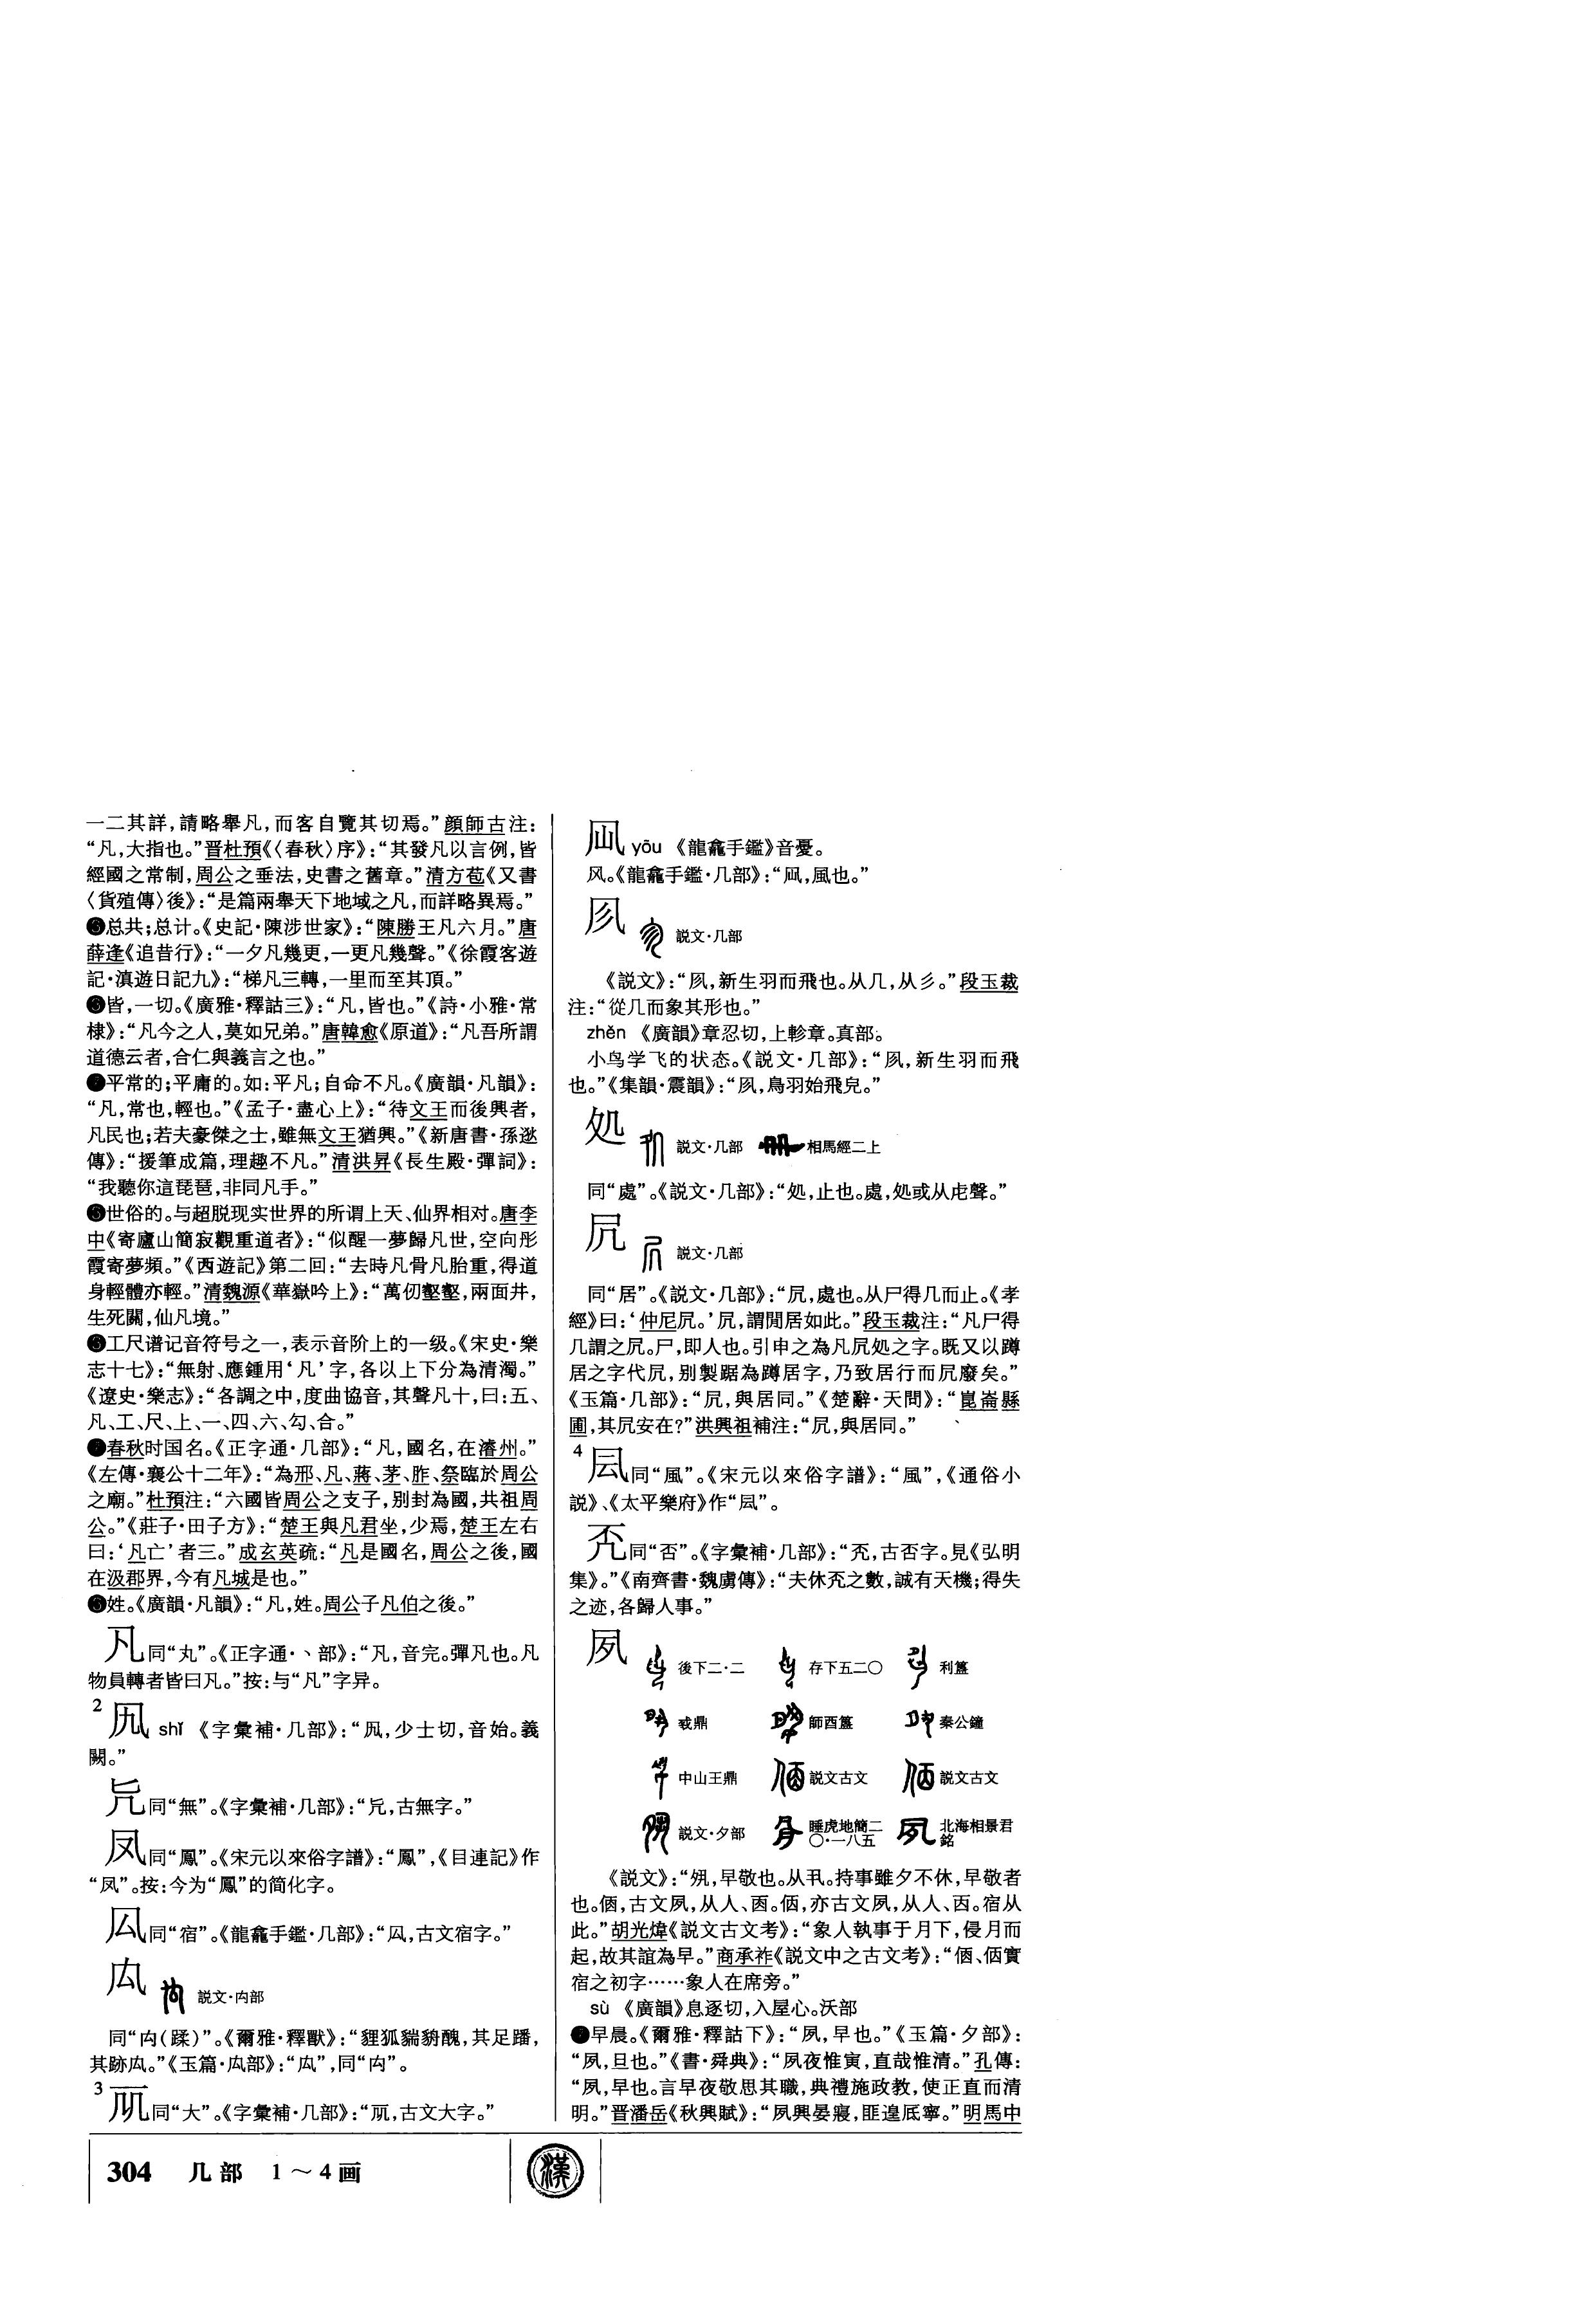 一二其詳,請略舉凡,而客自覽其切焉。”顔師古注:
“凡,大指也。”晋杜預《〈春秋〉序》:“其發凡以言例,皆
經國之常制,周公之垂法,史書之舊章。”清方苞《又書
〈貨殖傳〉後》:“是篇兩舉天下地域之凡,而詳略異焉。”
总共;总计。《史記·陳涉世家》:“陳勝王凡六月。”唐
薛逢《追昔行》:“一夕凡幾更,一更凡幾聲。”《徐霞客遊
記·滇遊日記九》:“梯凡三轉,一里而至其頂。”
皆,一切。《廣雅·釋詁三》:“凡,皆也。”《詩·小雅·常
棣》:“凡今之人,莫如兄弟。”唐韓愈《原道》:“凡吾所謂
道德云者,合仁與義言之也。”
平常的;平庸的。如:平凡;自命不凡。《廣韻·凡韻》:
“凡,常也,輕也。”《孟子·盡心上》:“待文王而後興者,
凡民也;若夫豪傑之士,雖無文王猶興。”《新唐書·孫逖
傳》:“援筆成篇,理趣不凡。”清洪昇《長生殿·彈詞》:
“我聽你這琵琶,非同凡手。”
世俗的。与超脱现实世界的所谓上天、仙界相对。唐李
中《寄廬山簡寂觀重道者》:“似醒一夢歸凡世,空向彤
霞寄夢頻。”《西遊記》第二回:“去時凡骨凡胎重,得道
身輕體亦輕。”清魏源《華嶽吟上》:“萬仞壑壑,兩面井,
生死關,仙凡境。”
工尺谱记音符号之一,表示音阶上的一级。《宋史·樂
志十七》:“無射、應鍾用‘凡’字,各以上下分為清濁。”
《遼史·樂志》:“各調之中,度曲協音,其聲凡十,曰:五、
凡、工、尺、上、一、四、六、勾、合。”
春秋时国名。《正字通·几部》:“凡,國名,在濬州。”
《左傳·襄公十二年》:“為邢、凡、蔣、茅、胙、祭臨於周公
之廟。”杜預注:“六國皆周公之支子,别封為國,共祖周
公。”《莊子·田子方》:“楚王與凡君坐,少焉,楚王左右
曰:‘凡亡’者三。”成玄英疏:“凡是國名,周公之後,國
在汲郡界,今有凡城是也。”
姓。《廣韻·凡韻》:“凡,姓。周公子凡伯之後。”
同“丸”。《正字通·丶部》:“凡,音完。彈凡也。凡
物員轉者皆曰凡。”按:与“凡”字异。
2 shǐ 《字彙補·几部》:“凨,少士切,音始。義
闕。”
同“無”。《字彙補·几部》:“,古無字。”
凤同“鳳”。《宋元以來俗字譜》:“鳳”,《目連記》作
“凤”。按:今为“鳳”的简化字。
同“宿”。《龍龕手鑑·几部》:“,古文宿字。”
説文·禸部
同“禸(蹂)”。《爾雅·釋獸》:“貍狐貒貈醜,其足蹯,
其跡厹。”《玉篇·厹部》:“厹”,同“禸”。
3 同“大”。《字彙補·几部》:“,古文大字。”
yōu 《龍龕手鑑》音憂。
风。《龍龕手鑑·几部》:“,風也。”
説文·几部
《説文》:“,新生羽而飛也。从几,从彡。”段玉裁
注:“從几而象其形也。”
zhěn 《廣韻》章忍切,上軫章。真部。
小鸟学飞的状态。《説文·几部》:“,新生羽而飛
也。”《集韻·震韻》:“,鳥羽始飛皃。”
処 説文·几部 相馬經二上
同“處”。《説文·几部》:“処,止也。處,処或从虍聲。”
凥 説文·几部
同“居”。《説文·几部》:“凥,處也。从尸得几而止。《孝
經》曰:‘仲尼凥。’凥,謂閒居如此。”段玉裁注:“凡尸得
几謂之凥。尸,即人也。引申之為凡凥処之字。既又以蹲
居之字代凥,别製踞為蹲居字,乃致居行而凥廢矣。”
《玉篇·几部》:“凥,與居同。”《楚辭·天問》:“崑崙縣
圃,其凥安在?”洪興祖補注:“凥,與居同。”
4 凬同“風”。《宋元以來俗字譜》:“風”,《通俗小
説》、《太平樂府》作“凬”。
同“否”。《字彙補·几部》:“,古否字。見《弘明
集》。”《南齊書·魏虜傳》:“夫休之數,誠有天機;得失
之迹,各歸人事。”
夙 後下二·二 存下五二〇 利簋
𢦚鼎 師酉簋 秦公鐘
中山王鼎 説文古文 説文古文
説文·夕部 睡虎地簡二〇·一八五 北海相景君銘
《説文》:“夙,早敬也。从丮。持事雖夕不休,早敬者
也。㑉,古文夙,从人、㐁。㐽,亦古文夙,从人、西。宿从
此。”胡光煒《説文古文考》:“象人執事于月下,侵月而
起,故其誼為早。”商承祚《説文中之古文考》:“㑉、㐽實
宿之初字……象人在席旁。”
sù 《廣韻》息逐切,入屋心。沃部
早晨。《爾雅·釋詁下》:“夙,早也。”《玉篇·夕部》:
“夙,旦也。”《書·舜典》:“夙夜惟寅,直哉惟清。”孔傳:
“夙,早也。言早夜敬思其職,典禮施政教,使正直而清
明。”晋潘岳《秋興賦》:“夙興晏寢,匪遑厎寧。”明馬中
304 几部 1～4画
漢